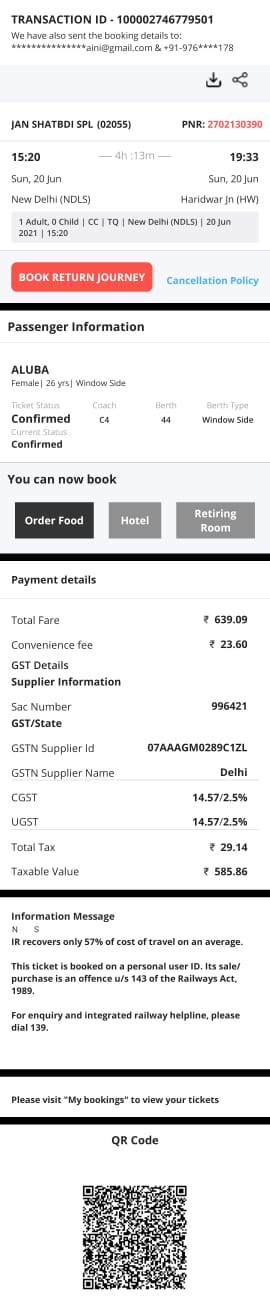 TRANSACTION ID - 100002746779501
We have also sent the booking details to:
***************aini@gmail.com & +91-976****178
JAN SHATBDI SPL (02055) PNR: 2702130390
15:20 4h :13m 19:33
Sun, 20 Jun Sun, 20 Jun
New Delhi (NDLS) Haridwar Jn (HW)
1 Adult, 0 Child | CC | TQ | New Delhi (NDLS) | 20 Jun
2021 | 15:20
BOOK RETURN JOURNEY Cancellation Policy
Passenger Information
ALUBA
Female| 26 yrs| Window Side
Ticket Status Coach Berth Berth Type
Confirmed C4 44 Window Side
Current Status
Confirmed
You can now book
Order Food Hotel Retiring
Room
Payment details
Total Fare ₹ 639.09
Convenience fee ₹ 23.60
GST Details
Supplier Information
Sac Number 996421
GST/State
GSTN Supplier Id 07AAAGM0289C1ZL
GSTN Supplier Name Delhi
CGST 14.57/2.5%
UGST 14.57/2.5%
Total Tax ₹ 29.14
Taxable Value ₹ 585.86
Information Message
N S
IR recovers only 57% of cost of travel on an average.
This ticket is booked on a personal user ID. Its sale/
purchase is an offence u/s 143 of the Railways Act,
1989.
For enquiry and integrated railway helpline, please
dial 139.
Please visit "My bookings" to view your tickets
QR Code